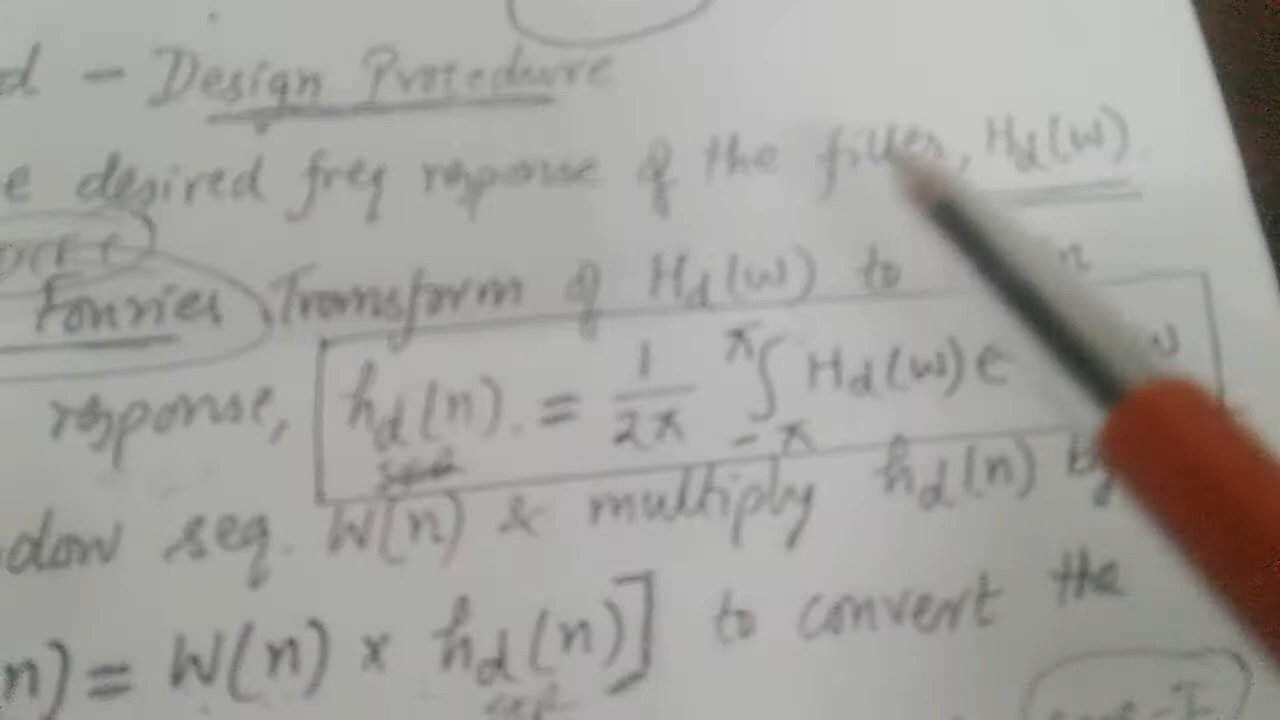 d - Design Procedure
e desired freq response of the filter, Hd(w)
Fourier Transform of Hd(w) to
response, hd(n) = 1/2π ∫ π -π Hd(w) e
dow seq. W(n) & multiply hd(n) by
n) = W(n) x hd(n)] to convert the